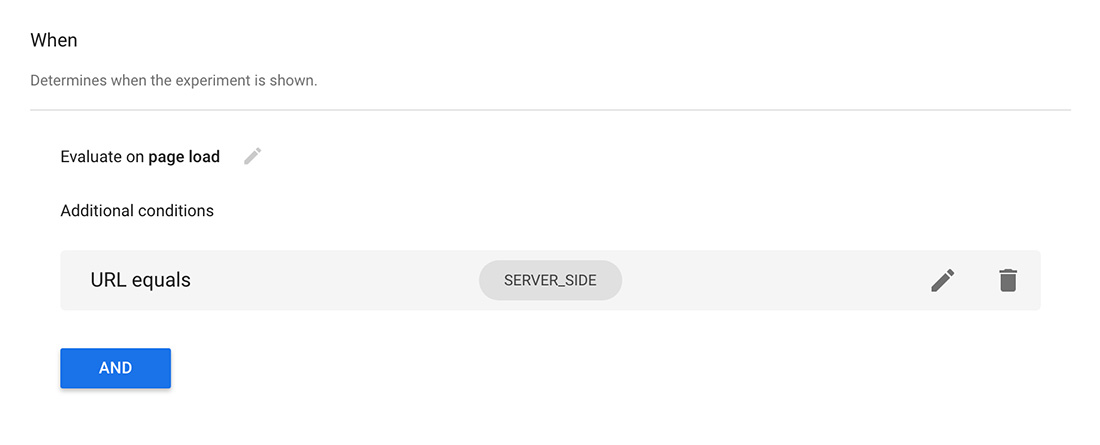 When
Determines when the experiment is shown.
Evaluate on page load
Additional conditions
URL equals
SERVER_SIDE
AND